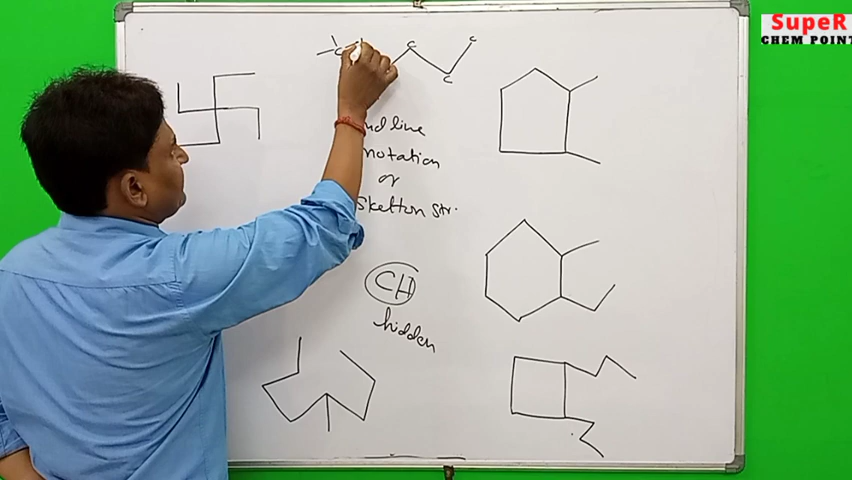 SupeR
CHEM POINT
C
C
C
C
nd line
notation
or
skelton str.
CH
hidden